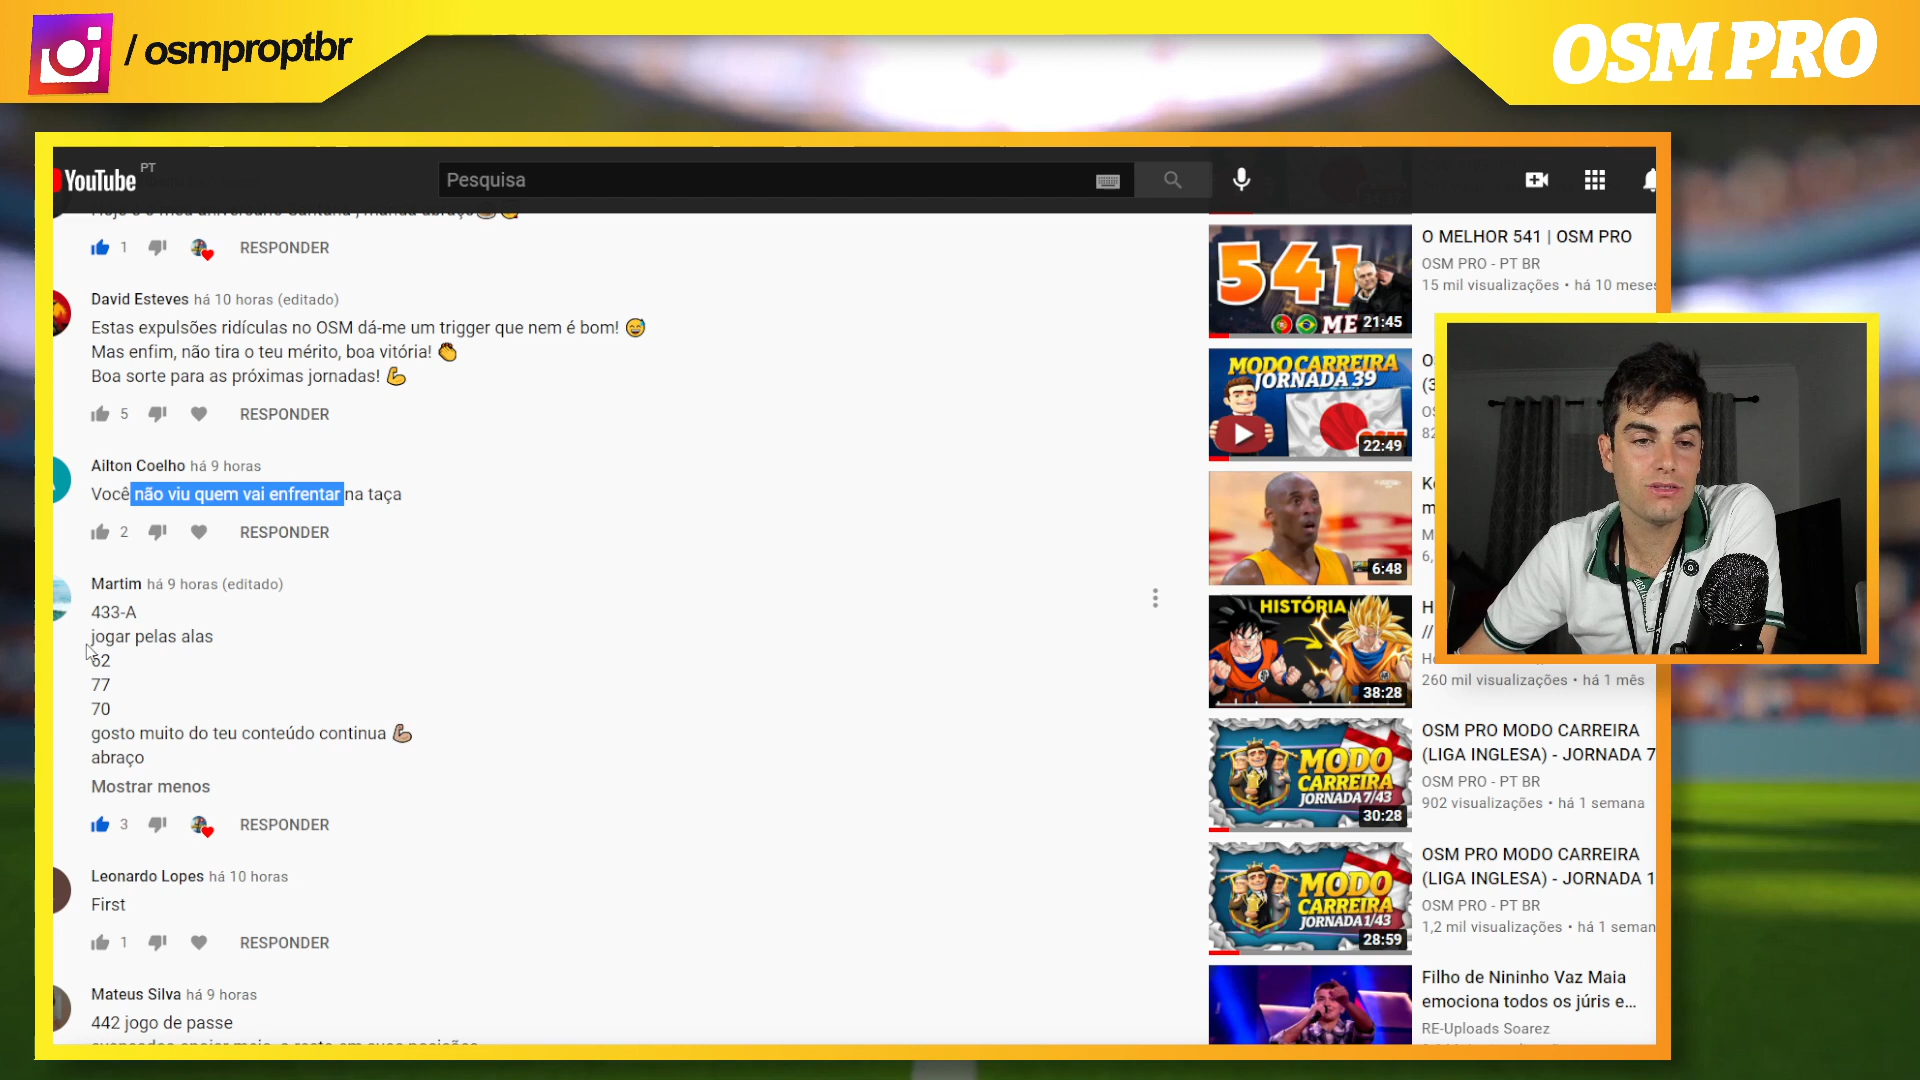 / osmproptbr
OSM PRO
YouTube PT
Pesquisa
1 RESPONDER
David Esteves há 10 horas (editado)
Estas expulsões ridículas no OSM dá-me um trigger que nem é bom! 😅
Mas enfim, não tira o teu mérito, boa vitória! 👏
Boa sorte para as próximas jornadas! 💪
5 RESPONDER
Ailton Coelho há 9 horas
Você não viu quem vai enfrentar na taça
2 RESPONDER
Martim há 9 horas (editado)
433-A
jogar pelas alas
62
77
70
gosto muito do teu conteúdo continua 💪
abraço
Mostrar menos
3 RESPONDER
Leonardo Lopes há 10 horas
First
1 RESPONDER
Mateus Silva há 9 horas
442 jogo de passe
541
ME
21:45
O MELHOR 541 | OSM PRO
OSM PRO - PT BR
15 mil visualizações • há 10 meses
MODO CARREIRA
JORNADA 39
22:49
6:48
HISTÓRIA
38:28
260 mil visualizações • há 1 mês
MODO
CARREIRA
JORNADA 7/43
30:28
OSM PRO MODO CARREIRA
(LIGA INGLESA) - JORNADA 7
OSM PRO - PT BR
902 visualizações • há 1 semana
MODO
CARREIRA
JORNADA 1/43
28:59
OSM PRO MODO CARREIRA
(LIGA INGLESA) - JORNADA 1
OSM PRO - PT BR
1,2 mil visualizações • há 1 seman
Filho de Nininho Vaz Maia
emociona todos os júris e...
RE-Uploads Soarez